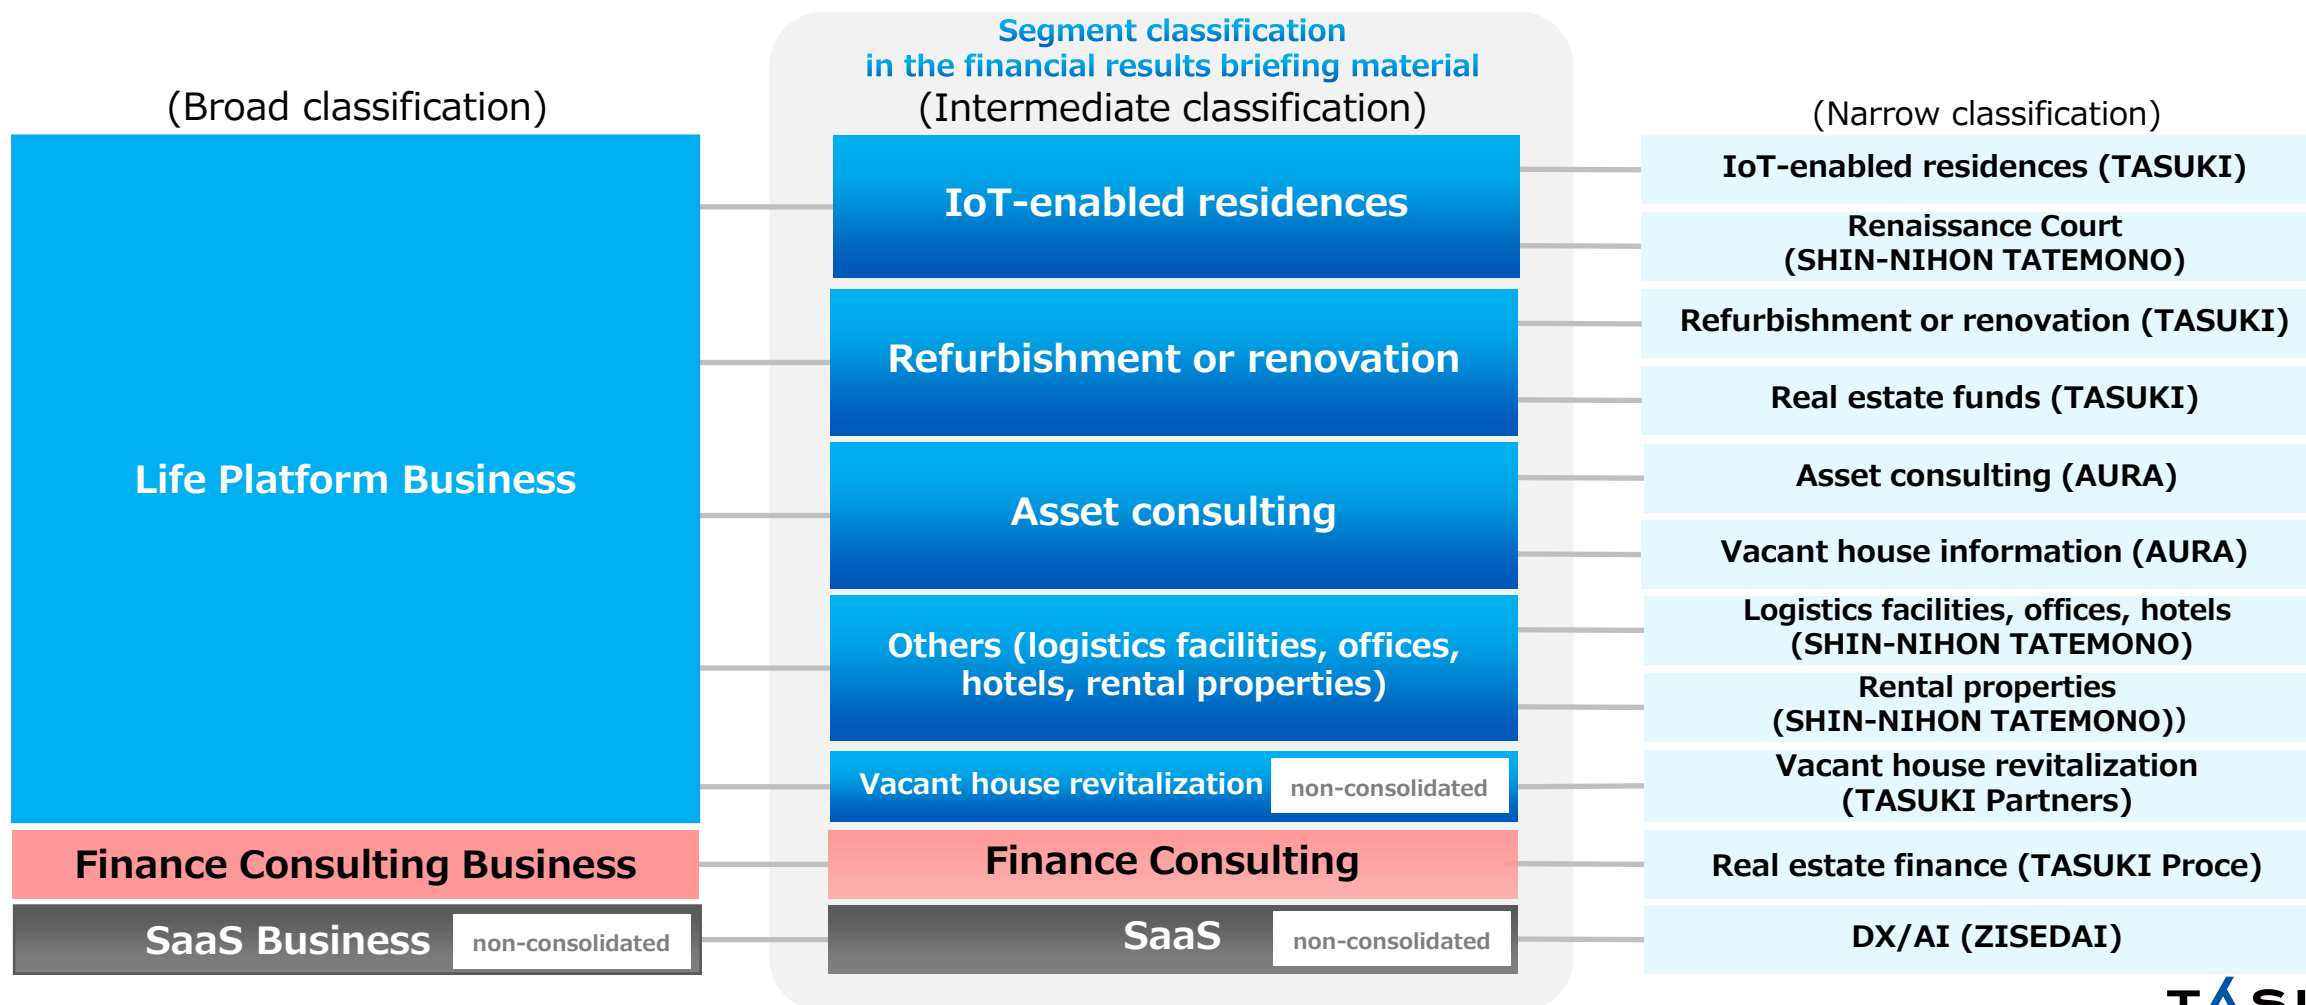 Segment classification
in the financial results briefing material
(Broad classification)
(Intermediate classification)
(Narrow classification)
Life Platform Business
Finance Consulting Business
SaaS Business
non-consolidated
IoT-enabled residences
Refurbishment or renovation
Asset consulting
Others (logistics facilities, offices,
hotels, rental properties)
Vacant house revitalization
non-consolidated
Finance Consulting
SaaS
non-consolidated
IoT-enabled residences (TASUKI)
Renaissance Court
(SHIN-NIHON TATEMONO)
Refurbishment or renovation (TASUKI)
Real estate funds (TASUKI)
Asset consulting (AURA)
Vacant house information (AURA)
Logistics facilities, offices, hotels
(SHIN-NIHON TATEMONO)
Rental properties
(SHIN-NIHON TATEMONO))
Vacant house revitalization
(TASUKI Partners)
Real estate finance (TASUKI Proce)
DX/AI (ZISEDAI)